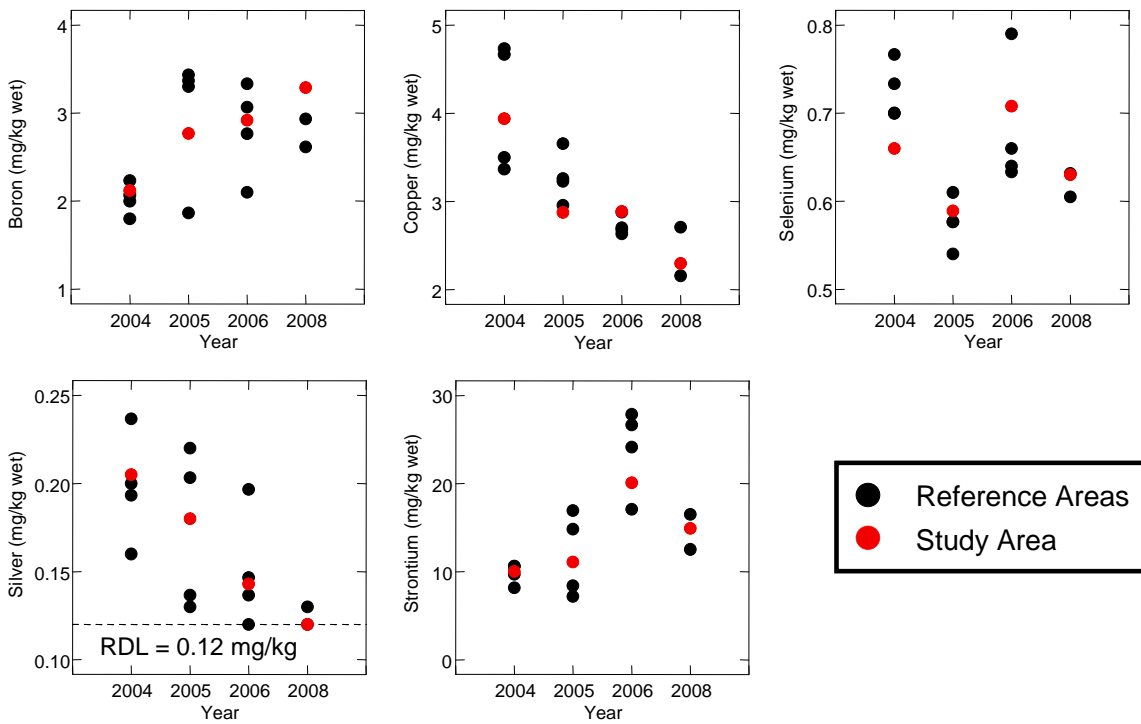 Boron (mg/kg wet)
4
3
2
1
2004 2005 2006 2008
Year
Copper (mg/kg wet)
5
4
3
2
2004 2005 2006 2008
Year
Selenium (mg/kg wet)
0.8
0.7
0.6
0.5
2004 2005 2006 2008
Year
Silver (mg/kg wet)
0.25
0.20
0.15
0.10
RDL = 0.12 mg/kg
2004 2005 2006 2008
Year
Strontium (mg/kg wet)
30
20
10
0
2004 2005 2006 2008
Year
Reference Areas
Study Area